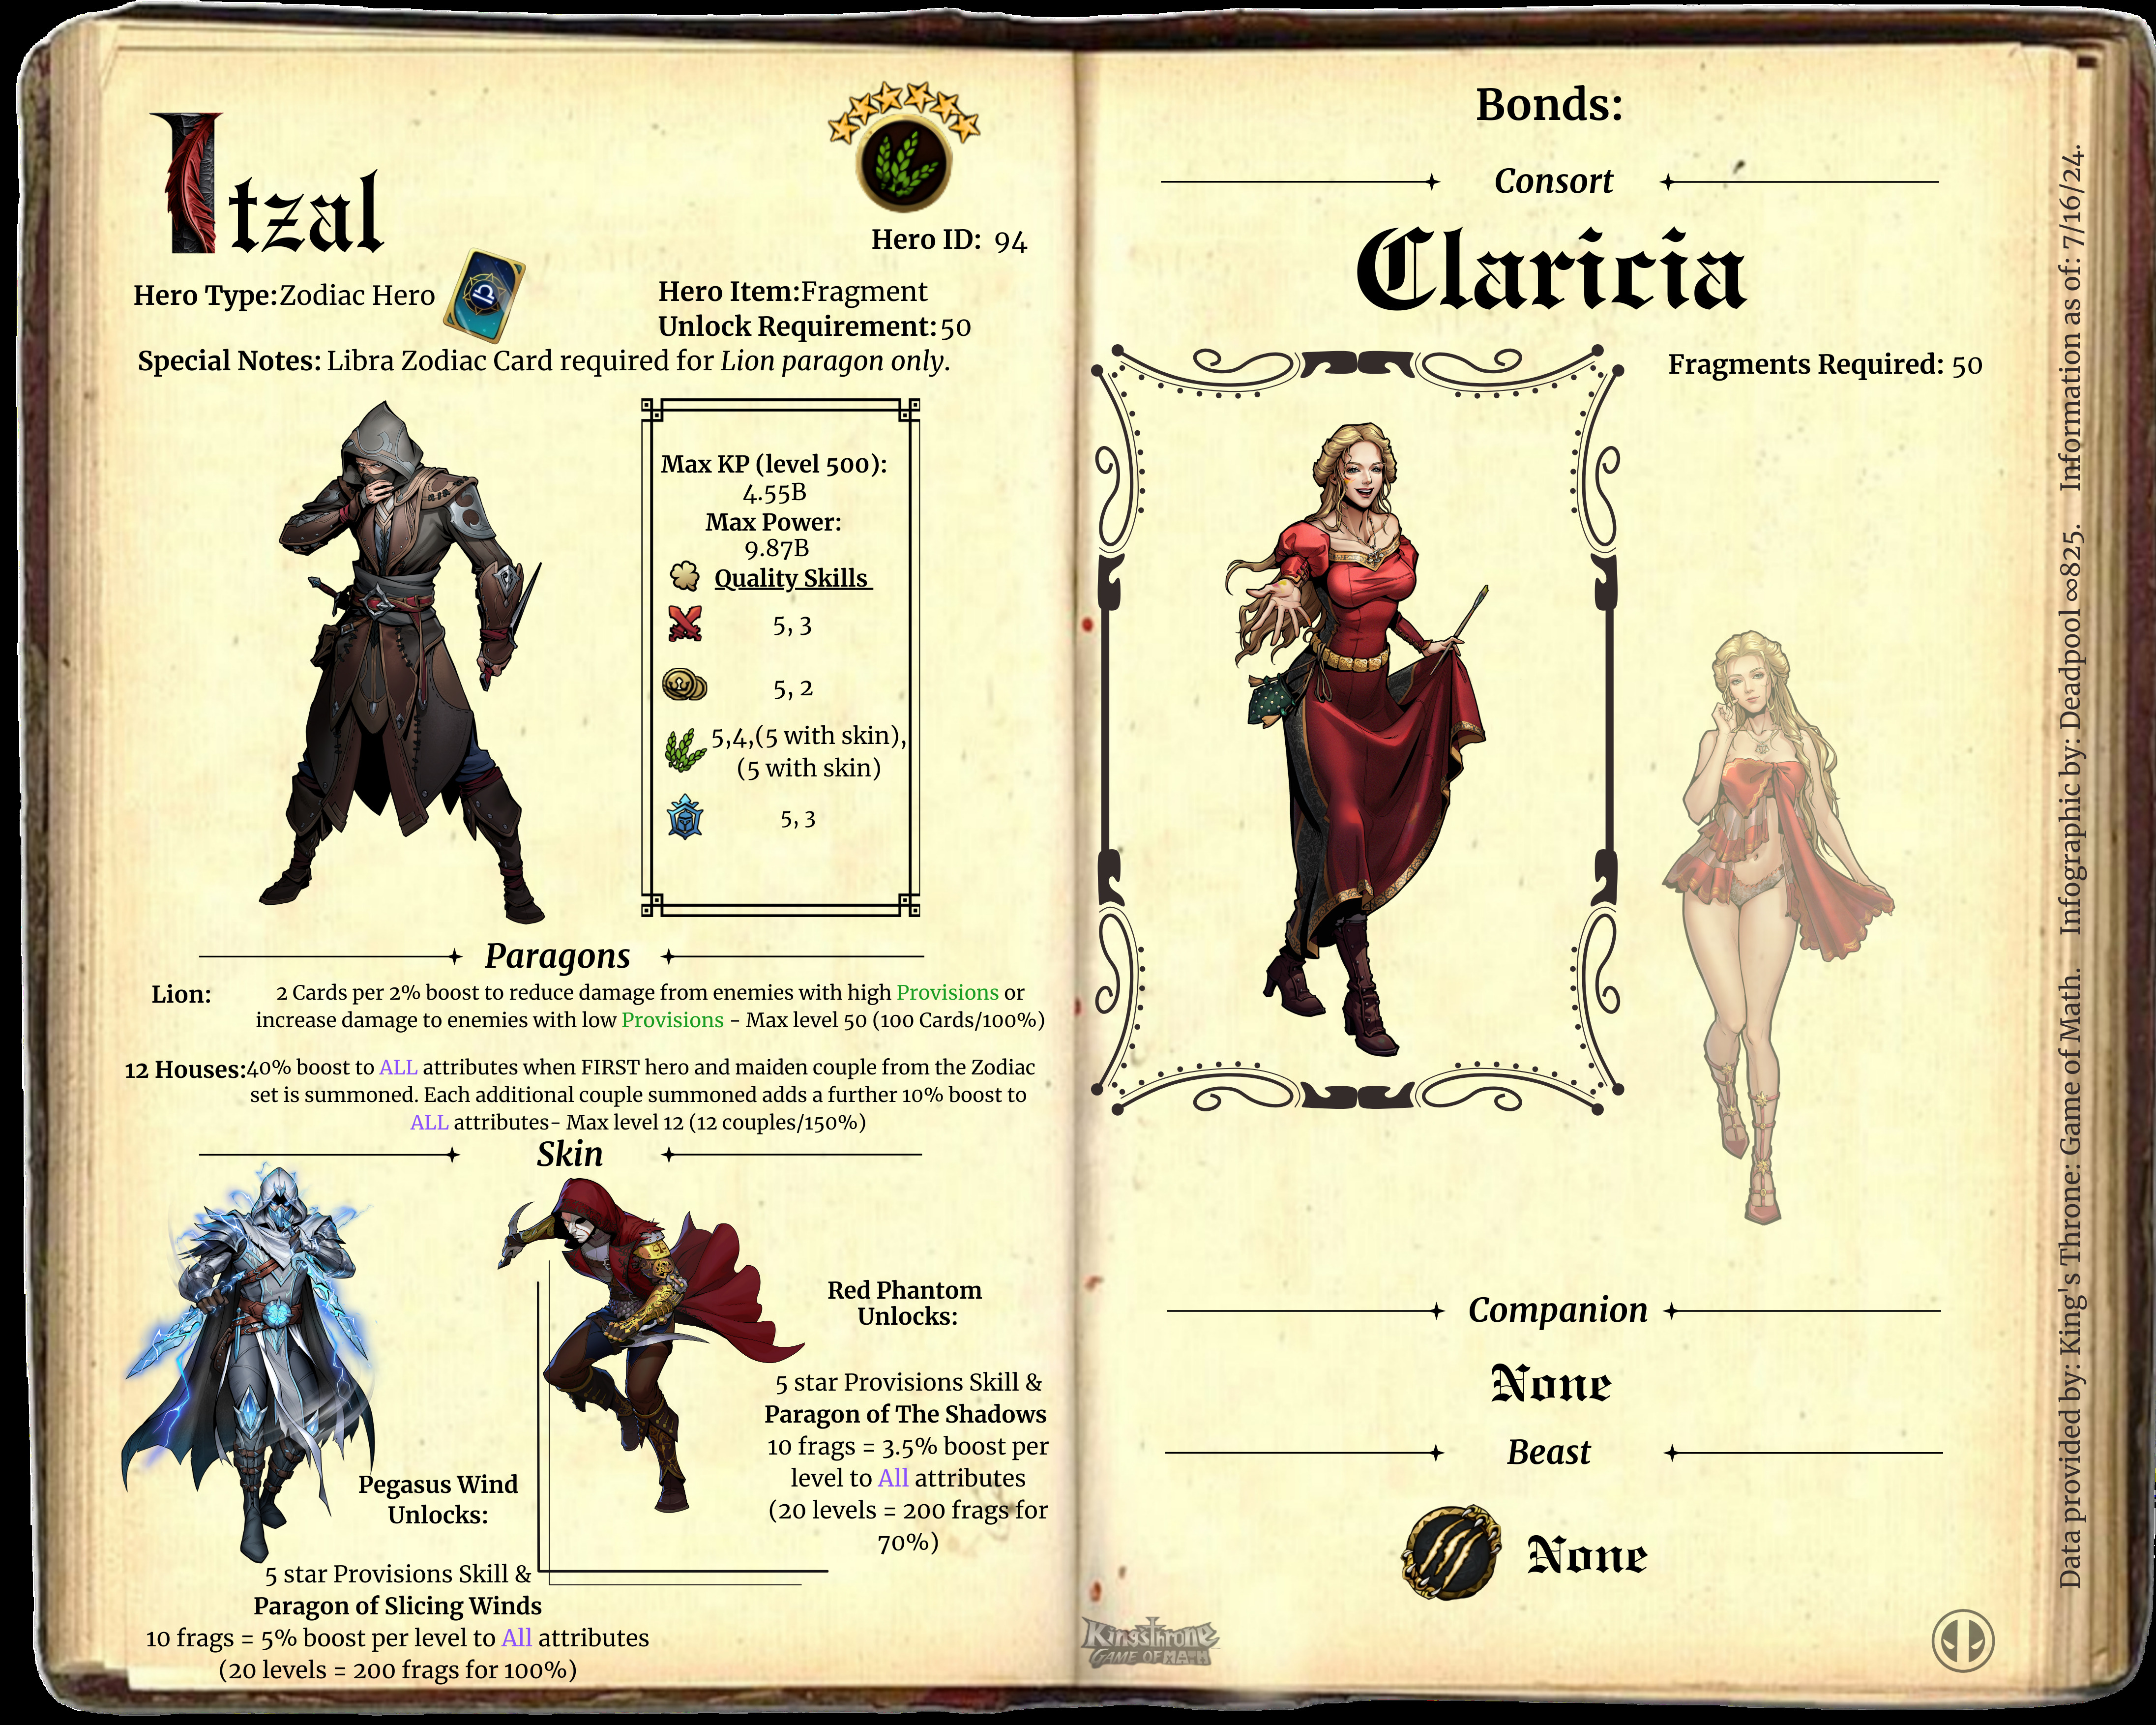 Itzal
Hero ID: 94
Hero Type:Zodiac Hero
Hero Item:Fragment
Unlock Requirement:50
Special Notes: Libra Zodiac Card required for Lion paragon only.
Max KP (level 500):
4.55B
Max Power:
9.87B
Quality Skills
5, 3
5, 2
5,4,(5 with skin),
(5 with skin)
5, 3
Paragons
Lion: 2 Cards per 2% boost to reduce damage from enemies with high Provisions or
increase damage to enemies with low Provisions - Max level 50 (100 Cards/100%)
12 Houses:40% boost to ALL attributes when FIRST hero and maiden couple from the Zodiac
set is summoned. Each additional couple summoned adds a further 10% boost to
ALL attributes- Max level 12 (12 couples/150%)
Skin
Pegasus Wind
Unlocks:
5 star Provisions Skill &
Paragon of Slicing Winds
10 frags = 5% boost per level to All attributes
(20 levels = 200 frags for 100%)
Red Phantom
Unlocks:
5 star Provisions Skill &
Paragon of The Shadows
10 frags = 3.5% boost per
level to All attributes
(20 levels = 200 frags for
70%)
Bonds:
Consort
Claricia
Fragments Required: 50
Companion
None
Beast
None
King's Throne
GAME OF MATH
Data provided by: King's Throne: Game of Math. Infographic by: Deadpool ∞825. Information as of: 7/16/24.